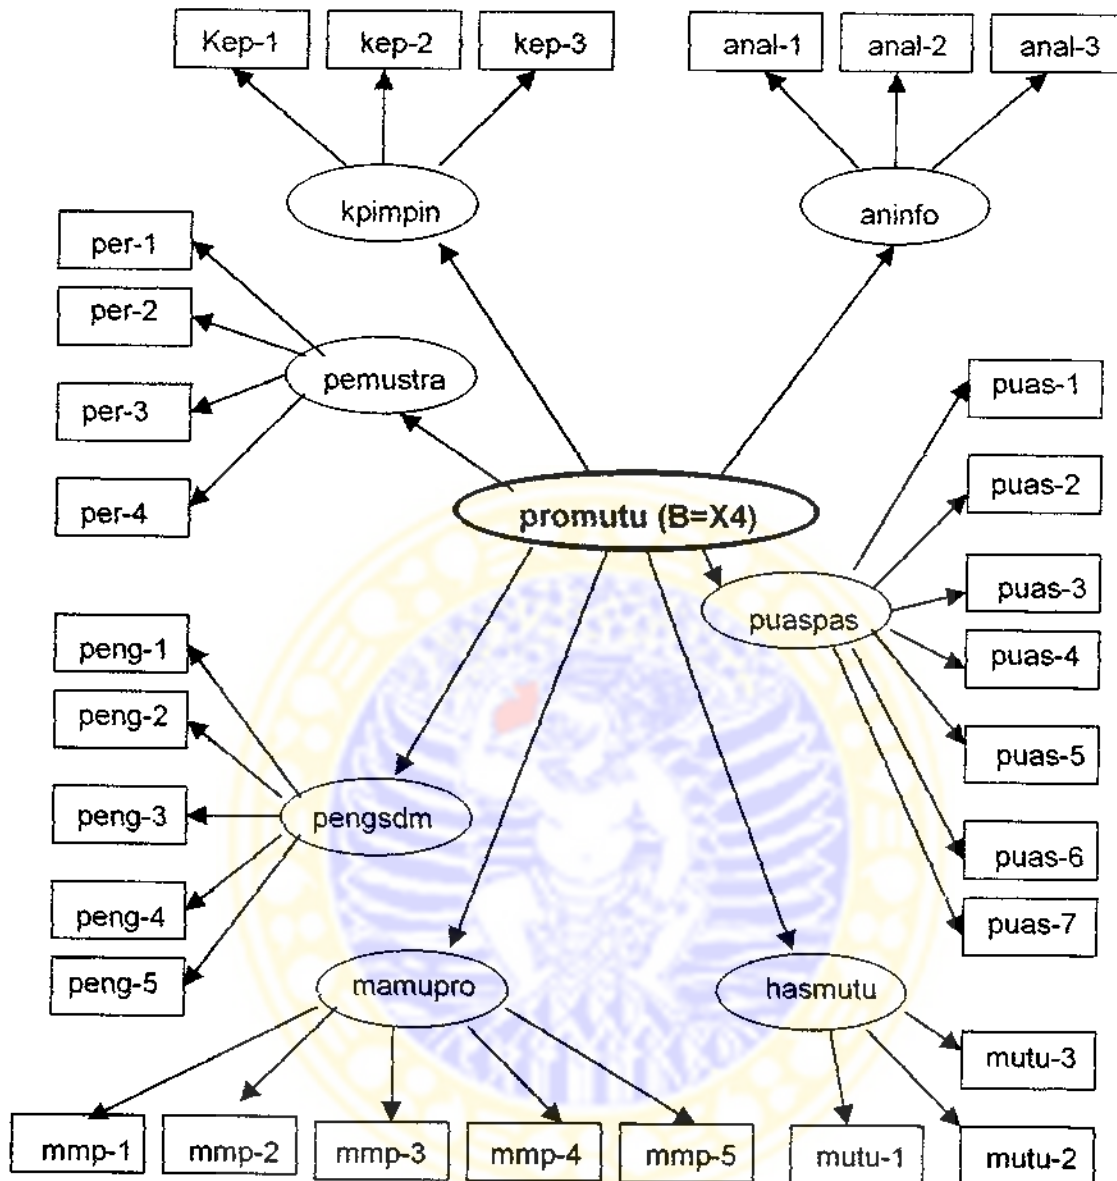 Kep-1
kep-2
kep-3
anal-1
anal-2
anal-3
kpimpin
aninfo
per-1
per-2
per-3
per-4
pemustra
puas-1
puas-2
puas-3
puas-4
puas-5
puas-6
puas-7
promutu (B=X4)
puaspas
peng-1
peng-2
peng-3
peng-4
peng-5
pengsdm
mamupro
hasmutu
mutu-3
mmp-1
mmp-2
mmp-3
mmp-4
mmp-5
mutu-1
mutu-2